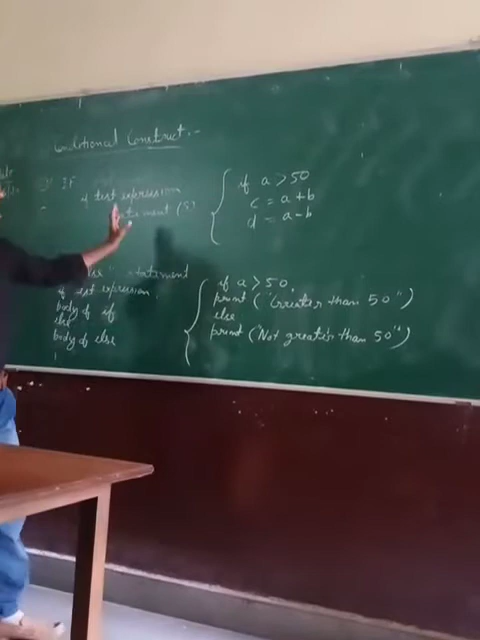 Conditional Construct :-
IF
if test expression
statement (s)
if a > 50
c = a + b
d = a - b
statement
if test expression
body of if
else
body of else
if a > 50,
print ("Greater than 50")
else
print ("Not greater than 50")